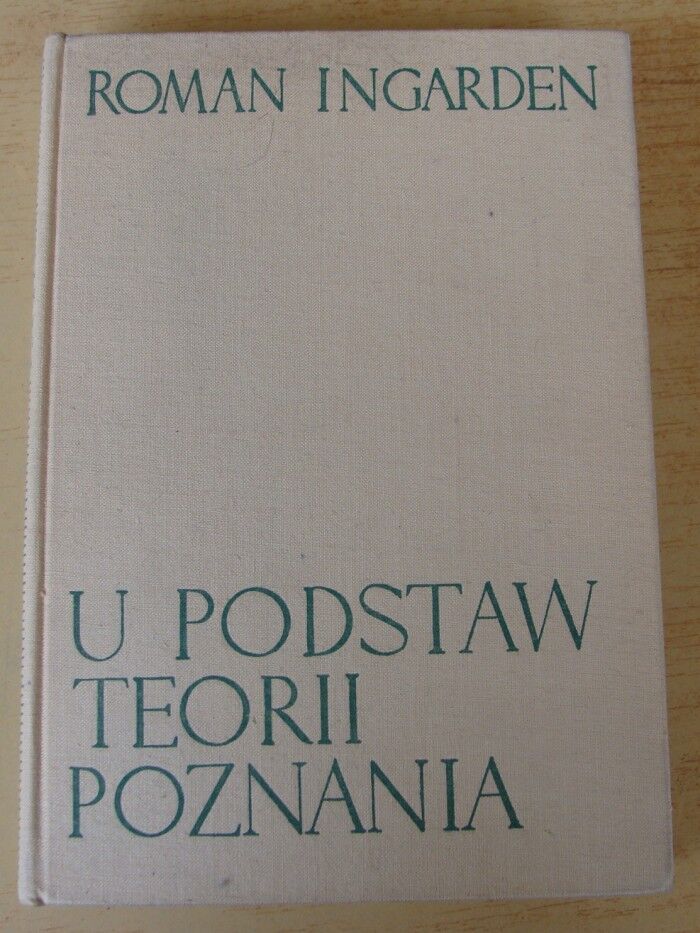 ROMAN INGARDEN
U PODSTAW
TEORII
POZNANIA